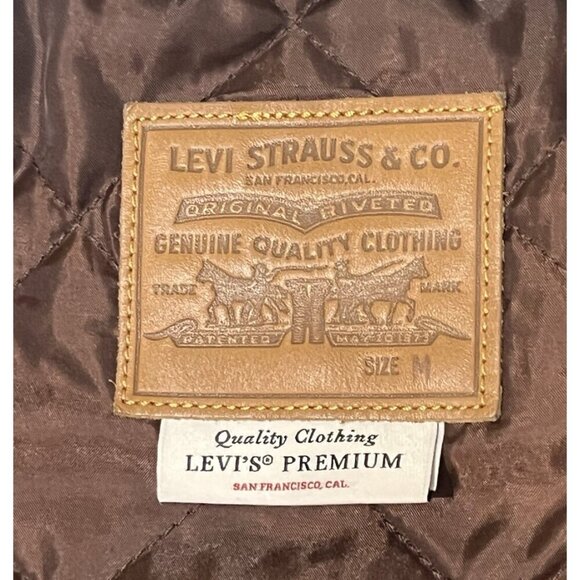 LEVI STRAUSS & CO.
SAN FRANCISCO, CAL.
ORIGINAL RIVETED
GENUINE QUALITY CLOTHING
TRADE MARK
PATENTED MAY 20 1873
SIZE M
Quality Clothing
LEVI'S® PREMIUM
SAN FRANCISCO, CAL.